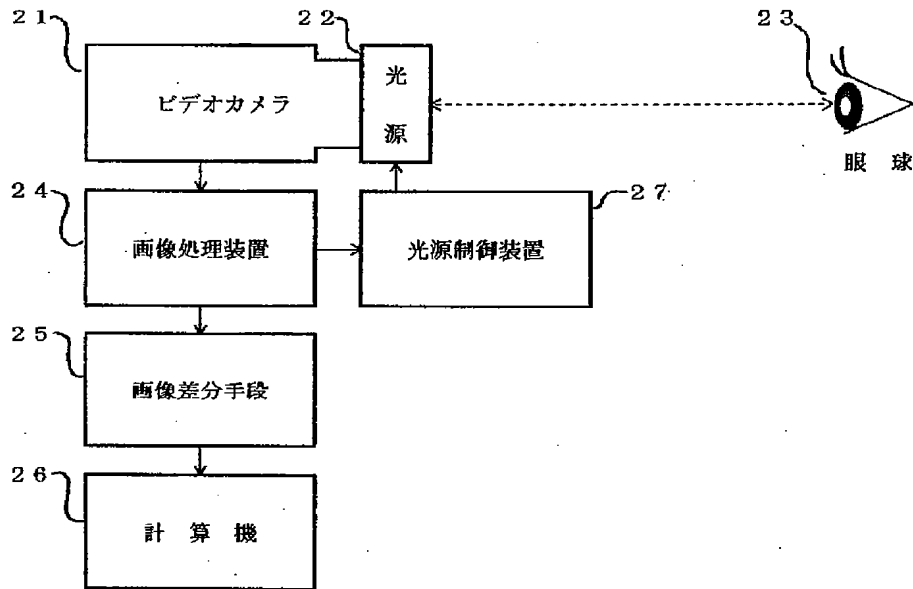 21
22
23
ビデオカメラ
光
源
眼 球
24
27
画像処理装置
光源制御装置
25
画像差分手段
26
計 算 機